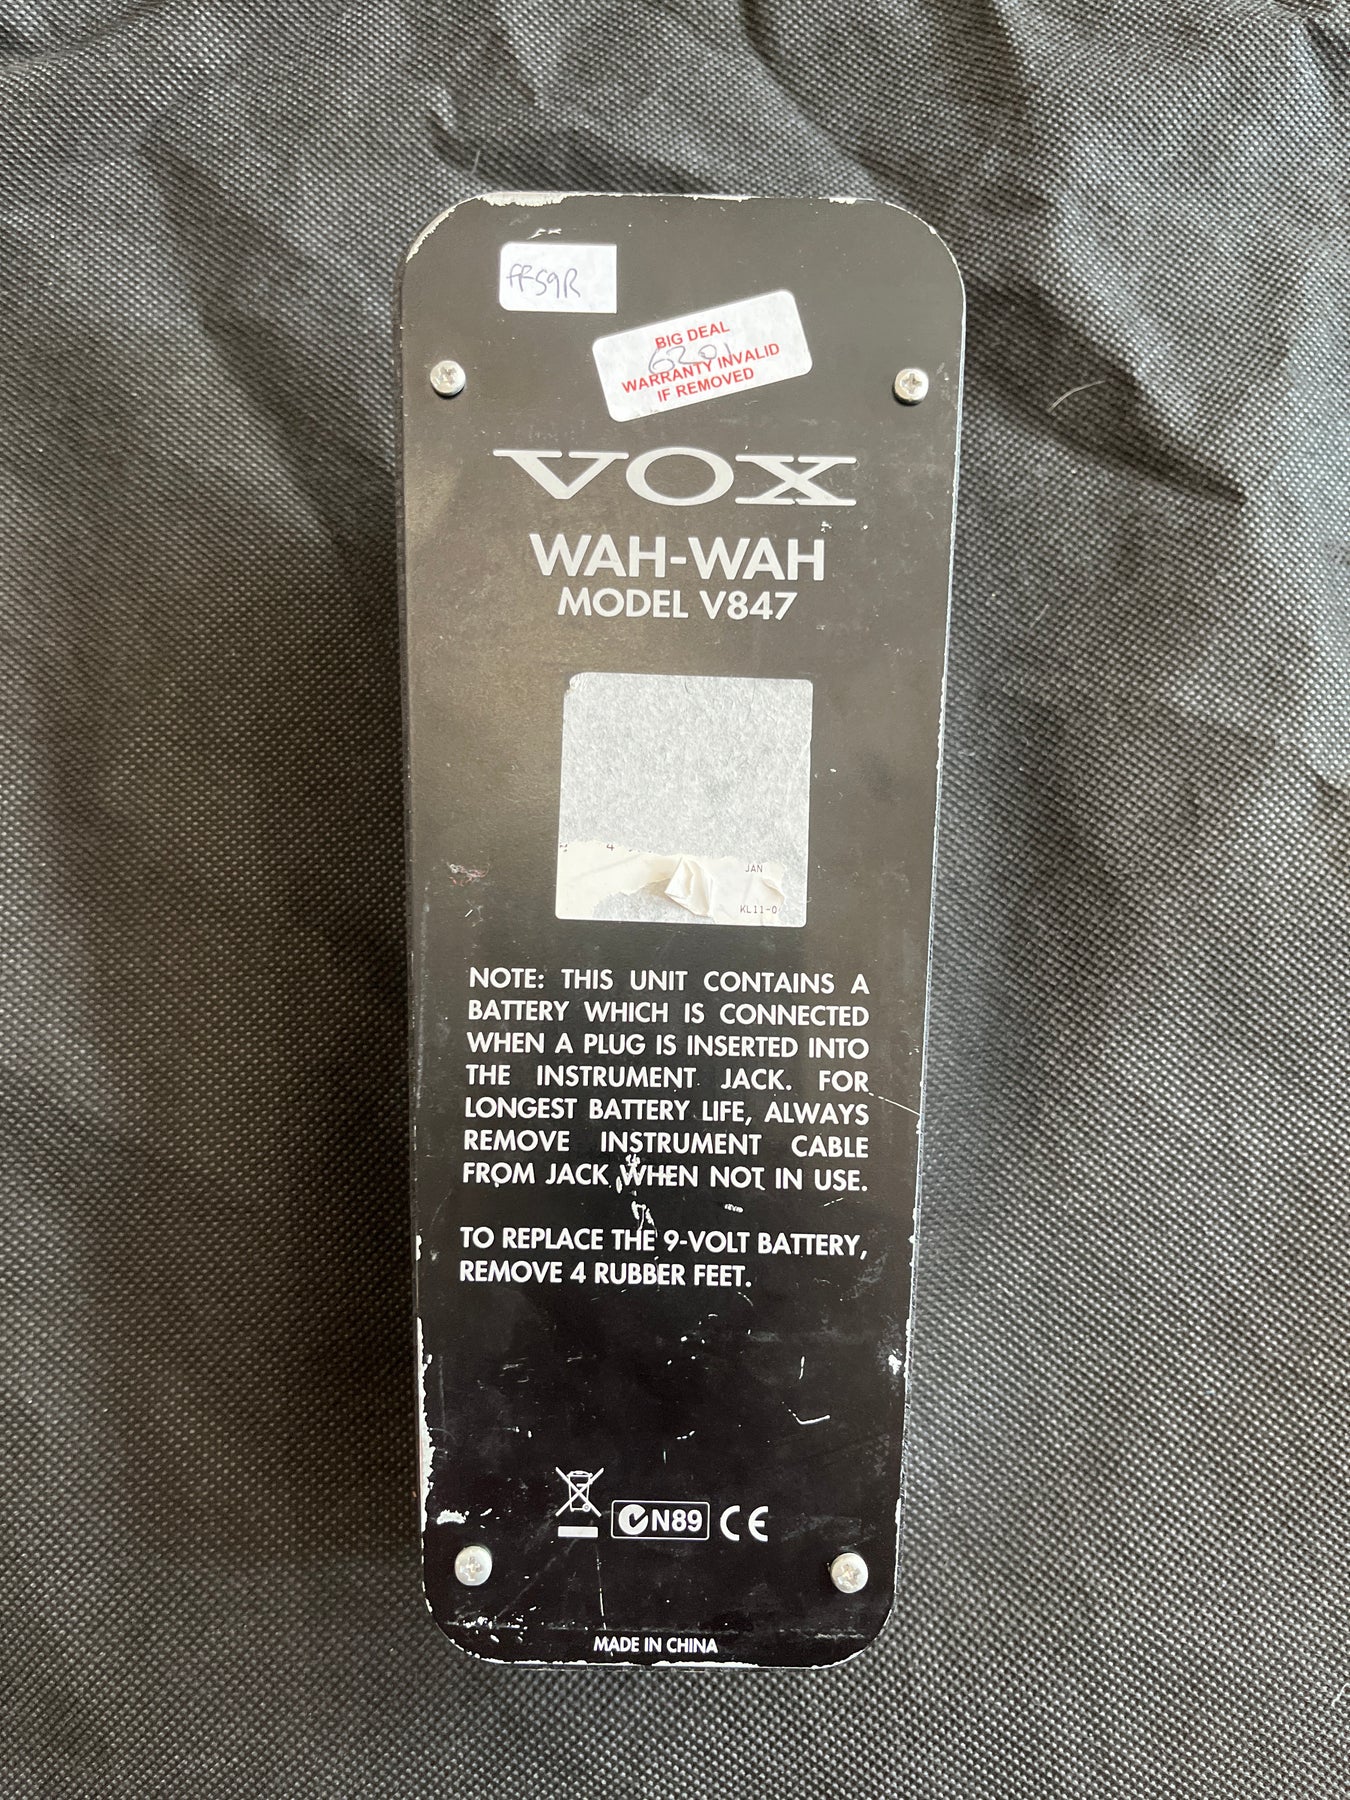 FF59R
BIG DEAL
6201
WARRANTY INVALID
IF REMOVED
VOX
WAH-WAH
MODEL V847
4
JAN
KL11-0
NOTE: THIS UNIT CONTAINS A
BATTERY WHICH IS CONNECTED
WHEN A PLUG IS INSERTED INTO
THE INSTRUMENT JACK. FOR
LONGEST BATTERY LIFE, ALWAYS
REMOVE INSTRUMENT CABLE
FROM JACK WHEN NOT IN USE.
TO REPLACE THE 9-VOLT BATTERY,
REMOVE 4 RUBBER FEET.
N89 CE
MADE IN CHINA